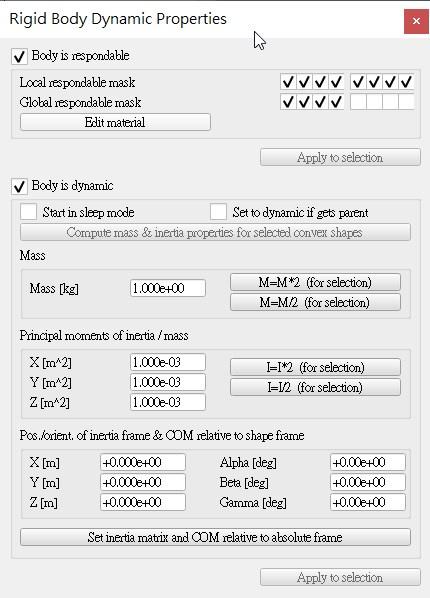 Rigid Body Dynamic Properties
Body is respondable
Local respondable mask
Global respondable mask
Edit material
Apply to selection
Body is dynamic
Start in sleep mode Set to dynamic if gets parent
Compute mass & inertia properties for selected convex shapes
Mass
Mass [kg] 1.000e+00 M=M*2 (for selection)
M=M/2 (for selection)
Principal moments of inertia / mass
X [m^2] 1.000e-03 I=I*2 (for selection)
Y [m^2] 1.000e-03 I=I/2 (for selection)
Z [m^2] 1.000e-03
Pos./orient. of inertia frame & COM relative to shape frame
X [m] +0.000e+00 Alpha [deg] +0.00e+00
Y [m] +0.000e+00 Beta [deg] +0.00e+00
Z [m] +0.000e+00 Gamma [deg] +0.00e+00
Set inertia matrix and COM relative to absolute frame
Apply to selection